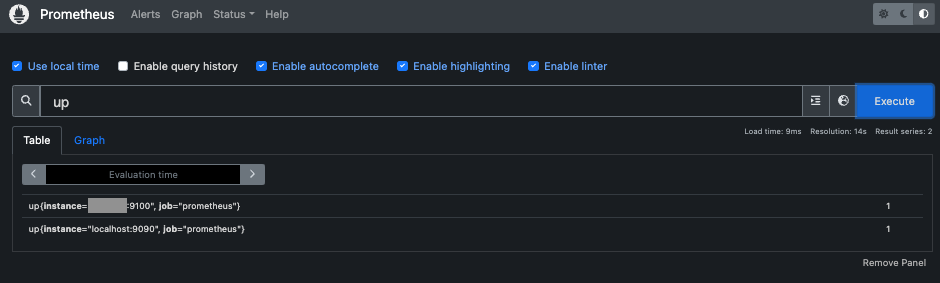 Prometheus Alerts Graph Status Help
Use local time Enable query history Enable autocomplete Enable highlighting Enable linter
up Execute
Load time: 9ms Resolution: 14s Result series: 2
Table Graph
Evaluation time
up{instance= :9100", job="prometheus"} 1
up{instance="localhost:9090", job="prometheus"} 1
Remove Panel